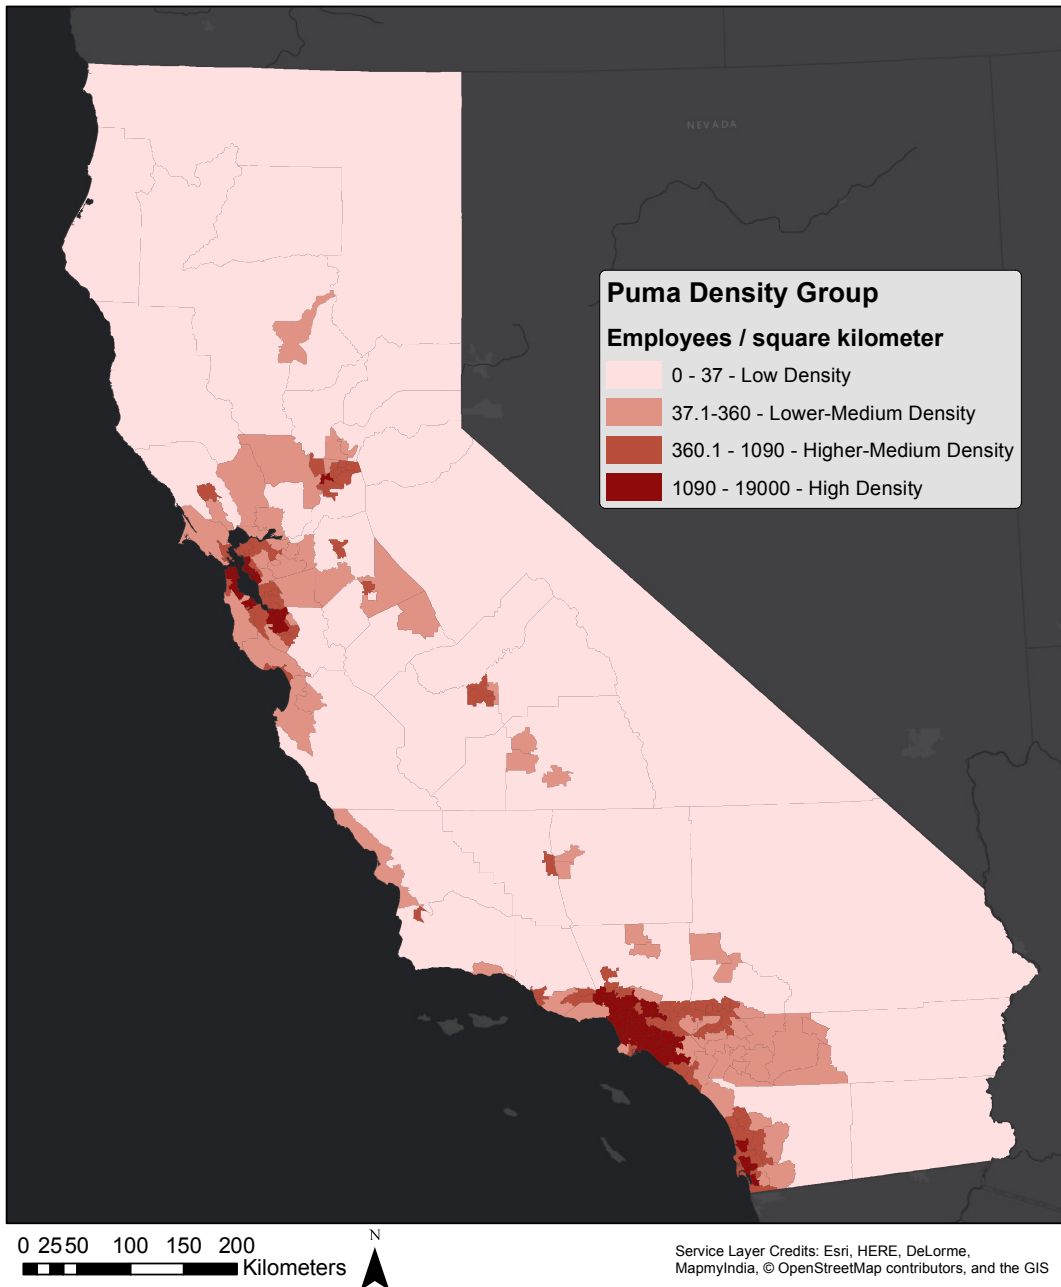 NEVADA
Puma Density Group
Employees / square kilometer
0 - 37 - Low Density
37.1-360 - Lower-Medium Density
360.1 - 1090 - Higher-Medium Density
1090 - 19000 - High Density
0 25 50 100 150 200
Kilometers
N
Service Layer Credits: Esri, HERE, DeLorme,
MapmyIndia, © OpenStreetMap contributors, and the GIS